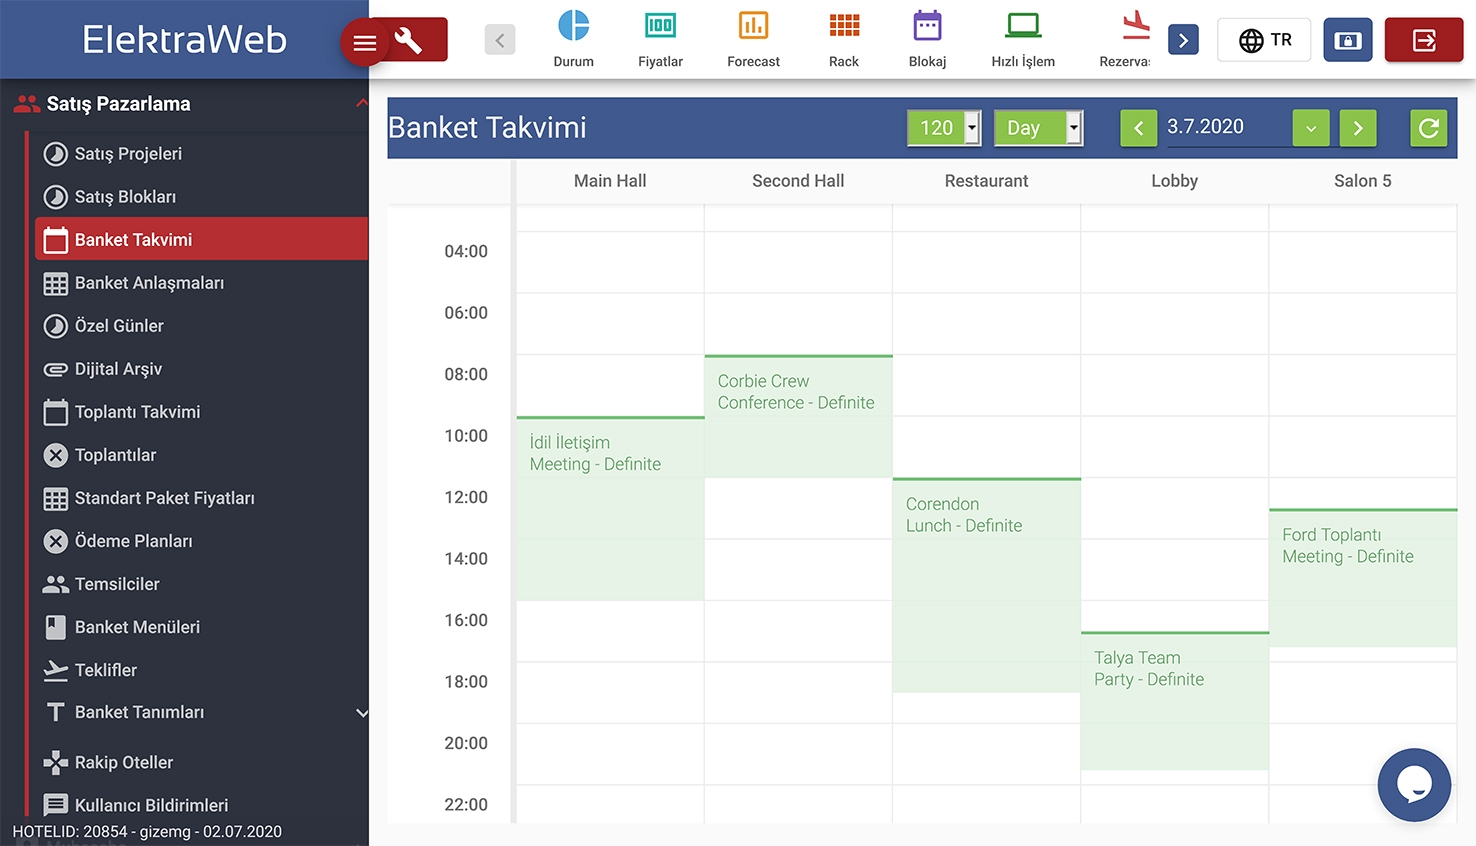 ElektraWeb
Durum
Fiyatlar
Forecast
Rack
Blokaj
Hızlı İşlem
Rezervas
TR
Satış Pazarlama
Satış Projeleri
Satış Blokları
Banket Takvimi
Banket Anlaşmaları
Özel Günler
Dijital Arşiv
Toplantı Takvimi
Toplantılar
Standart Paket Fiyatları
Ödeme Planları
Temsilciler
Banket Menüleri
Teklifler
Banket Tanımları
Rakip Oteller
Kullanıcı Bildirimleri
HOTELID: 20854 - gizemg - 02.07.2020
Banket Takvimi
120
Day
3.7.2020
Main Hall
Second Hall
Restaurant
Lobby
Salon 5
04:00
06:00
08:00
10:00
12:00
14:00
16:00
18:00
20:00
22:00
İdil İletişim
Meeting - Definite
Corbie Crew
Conference - Definite
Corendon
Lunch - Definite
Talya Team
Party - Definite
Ford Toplantı
Meeting - Definite